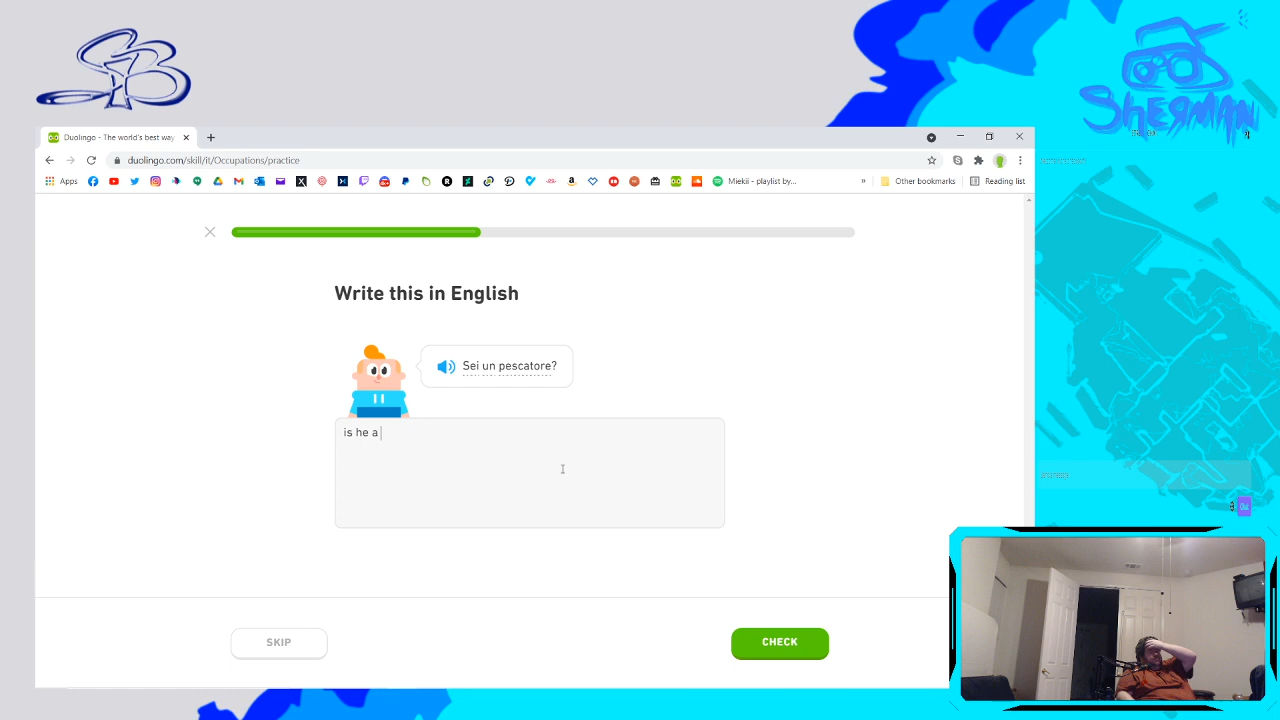 SHERMAN
Duolingo - The world's best way
duolingo.com/skill/it/Occupations/practice
Apps
Miekii - playlist by...
»
Other bookmarks
Reading list
Write this in English
Sei un pescatore?
is he a
SKIP
CHECK